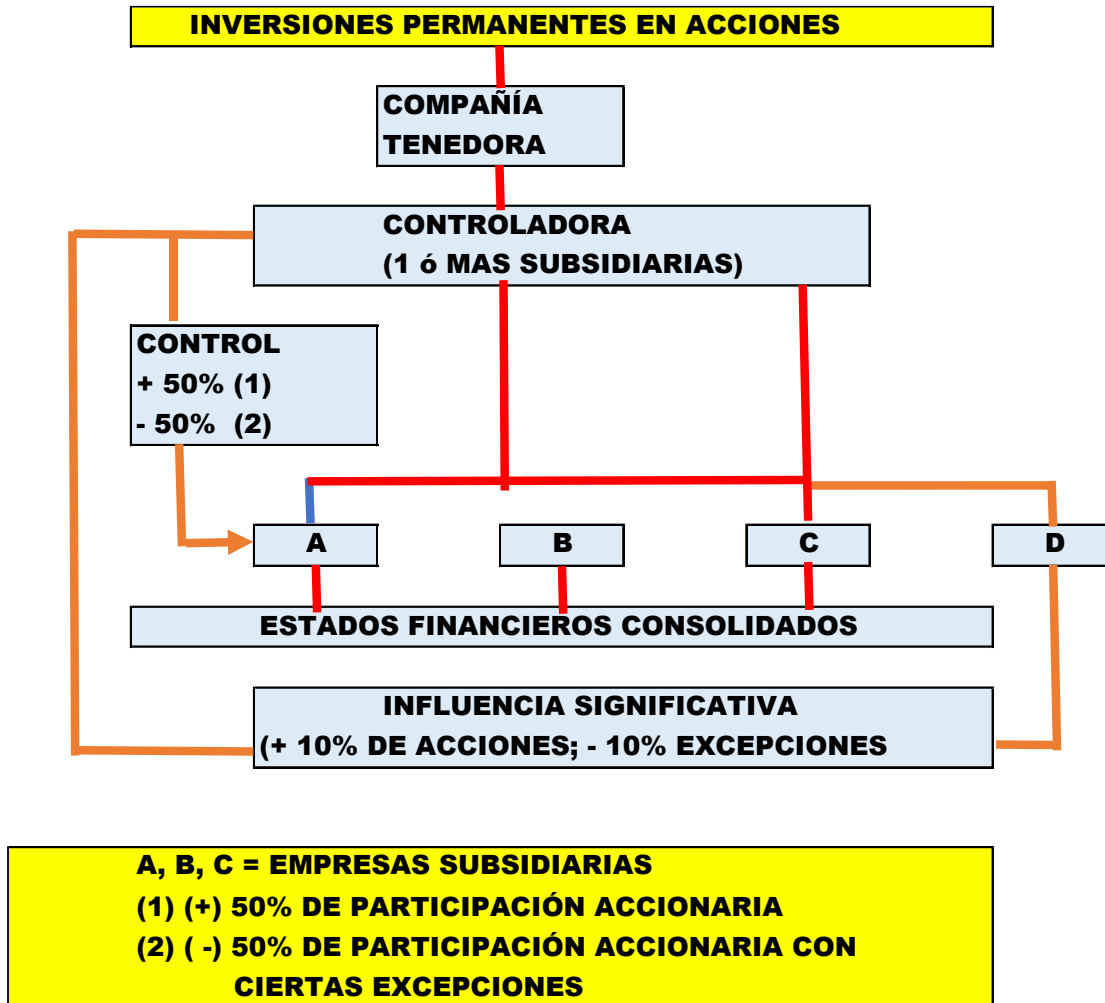 INVERSIONES PERMANENTES EN ACCIONES
COMPAÑÍA
TENEDORA
CONTROLADORA
(1 ó MAS SUBSIDIARIAS)
CONTROL
+ 50% (1)
- 50% (2)
A
B
C
D
ESTADOS FINANCIEROS CONSOLIDADOS
INFLUENCIA SIGNIFICATIVA
(+ 10% DE ACCIONES; - 10% EXCEPCIONES
A, B, C = EMPRESAS SUBSIDIARIAS
(1) (+) 50% DE PARTICIPACIÓN ACCIONARIA
(2) ( -) 50% DE PARTICIPACIÓN ACCIONARIA CON
CIERTAS EXCEPCIONES